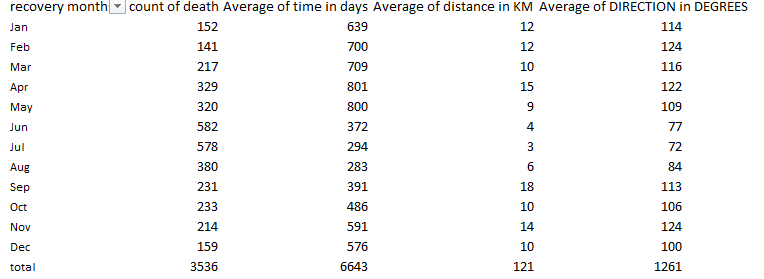 recovery month count of death Average of time in days Average of distance in KM Average of DIRECTION in DEGREES
Jan 152 639 12 114
Feb 141 700 12 124
Mar 217 709 10 116
Apr 329 801 15 122
May 320 800 9 109
Jun 582 372 4 77
Jul 578 294 3 72
Aug 380 283 6 84
Sep 231 391 18 113
Oct 233 486 10 106
Nov 214 591 14 124
Dec 159 576 10 100
total 3536 6643 121 1261